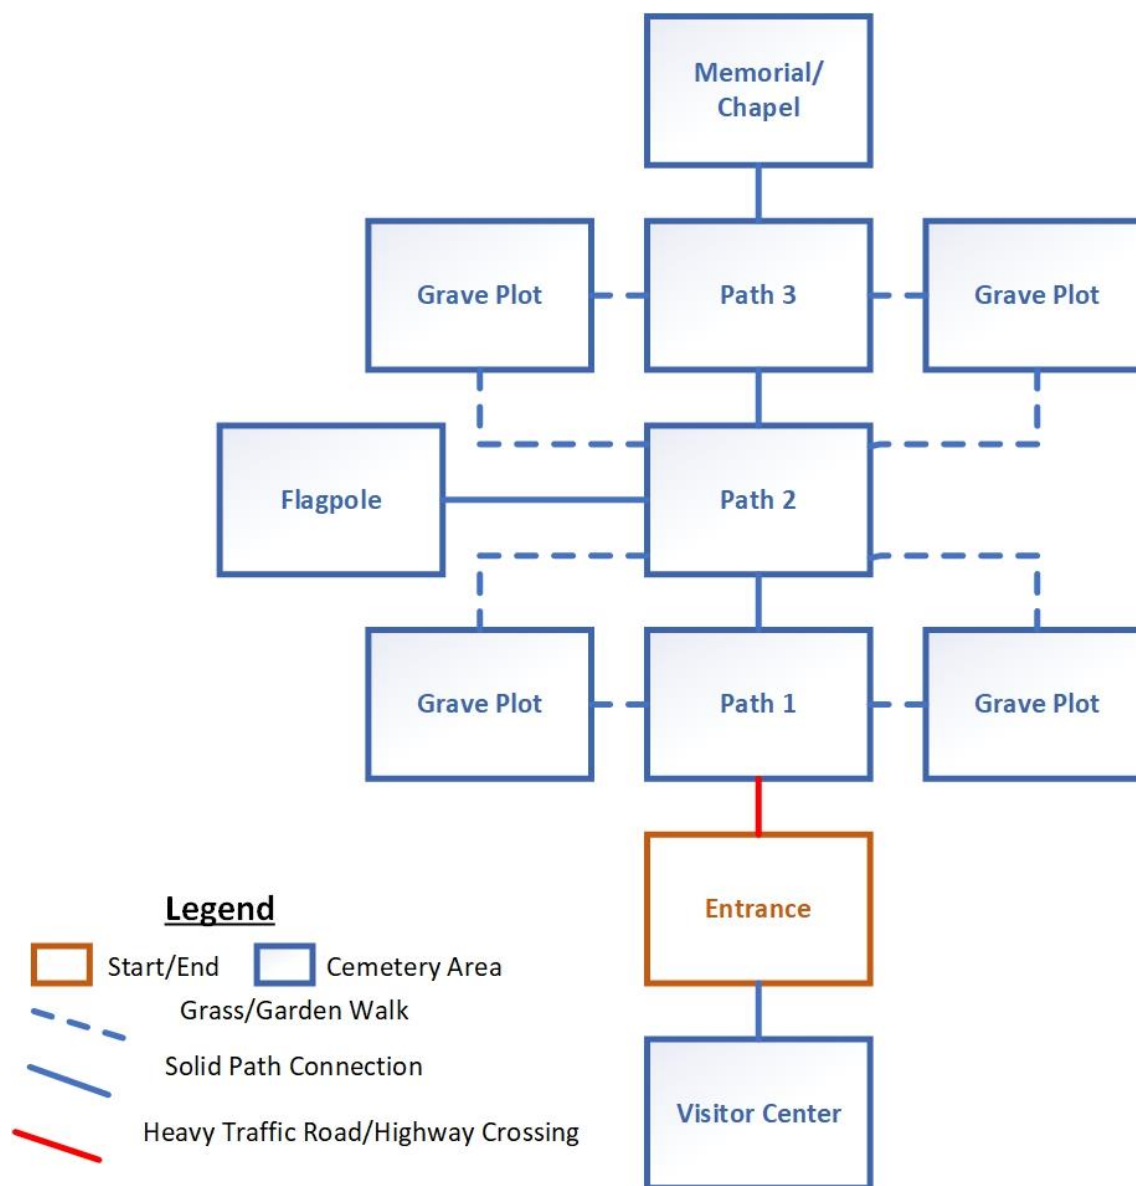 Memorial/
Chapel
Grave Plot
Path 3
Grave Plot
Flagpole
Path 2
Grave Plot
Path 1
Grave Plot
Entrance
Visitor Center
Legend
Start/End
Cemetery Area
Grass/Garden Walk
Solid Path Connection
Heavy Traffic Road/Highway Crossing